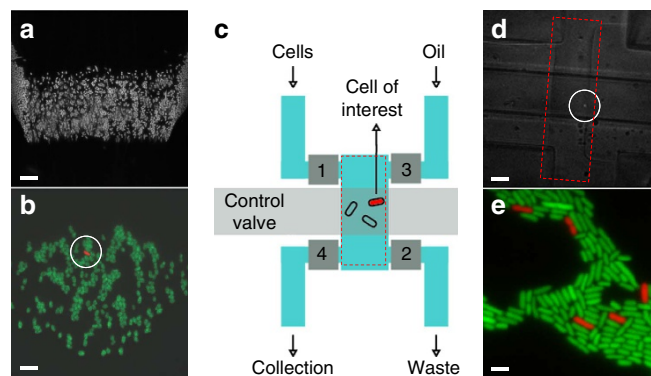 a
b
c
Cells
Oil
Cell of
interest
1
3
Control
valve
4
2
Collection
Waste
d
e